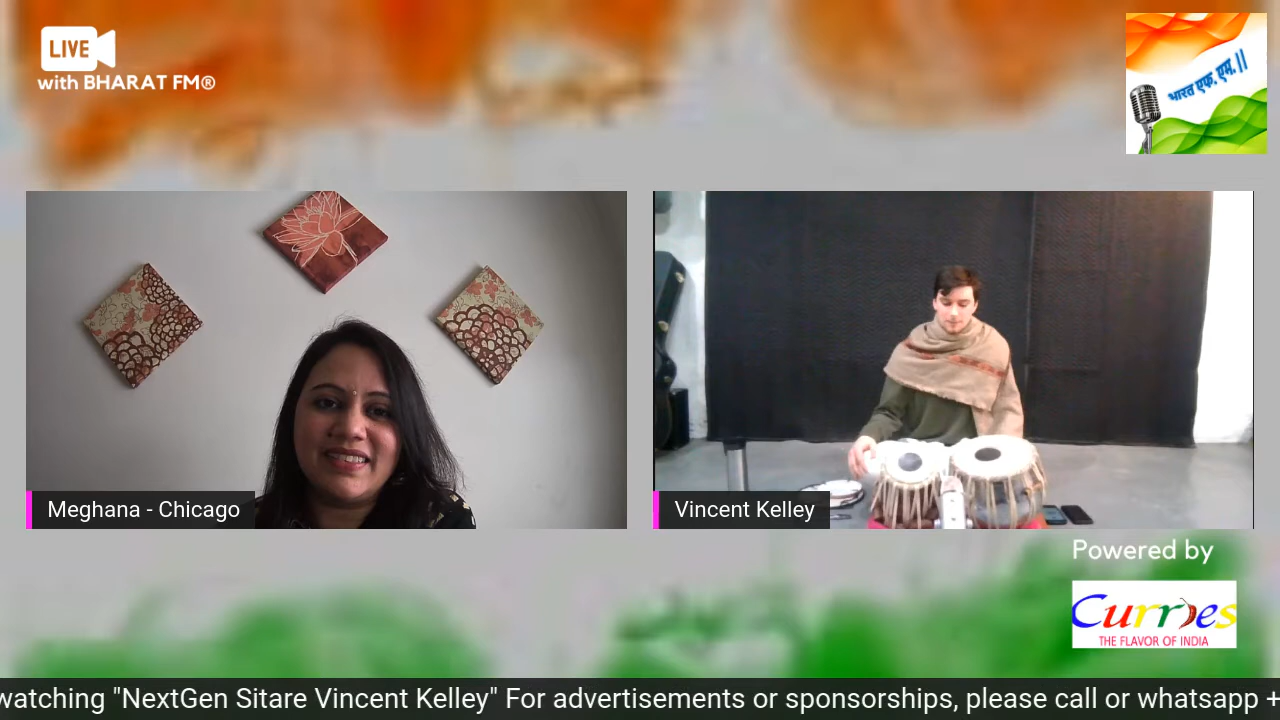 LIVE
with BHARAT FM®
भारत एफ. एम.||
Meghana - Chicago
Vincent Kelley
Powered by
Curries
THE FLAVOR OF INDIA
watching "NextGen Sitare Vincent Kelley" For advertisements or sponsorships, please call or whatsapp +